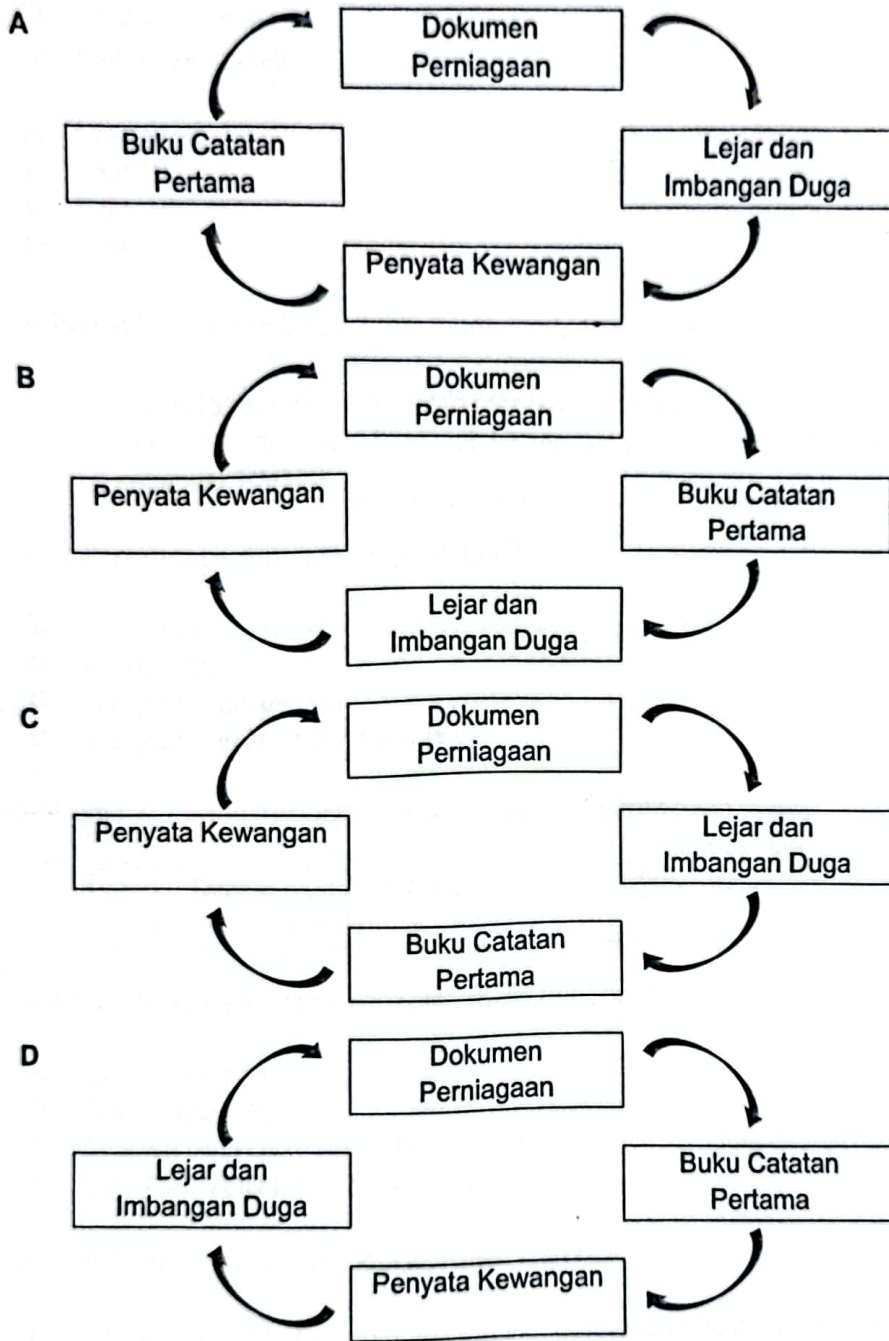 A
Dokumen
Perniagaan
Buku Catatan
Pertama
Lejar dan
Imbangan Duga
Penyata Kewangan
B
Dokumen
Perniagaan
Penyata Kewangan
Buku Catatan
Pertama
Lejar dan
Imbangan Duga
C
Dokumen
Perniagaan
Penyata Kewangan
Lejar dan
Imbangan Duga
Buku Catatan
Pertama
D
Dokumen
Perniagaan
Lejar dan
Imbangan Duga
Buku Catatan
Pertama
Penyata Kewangan